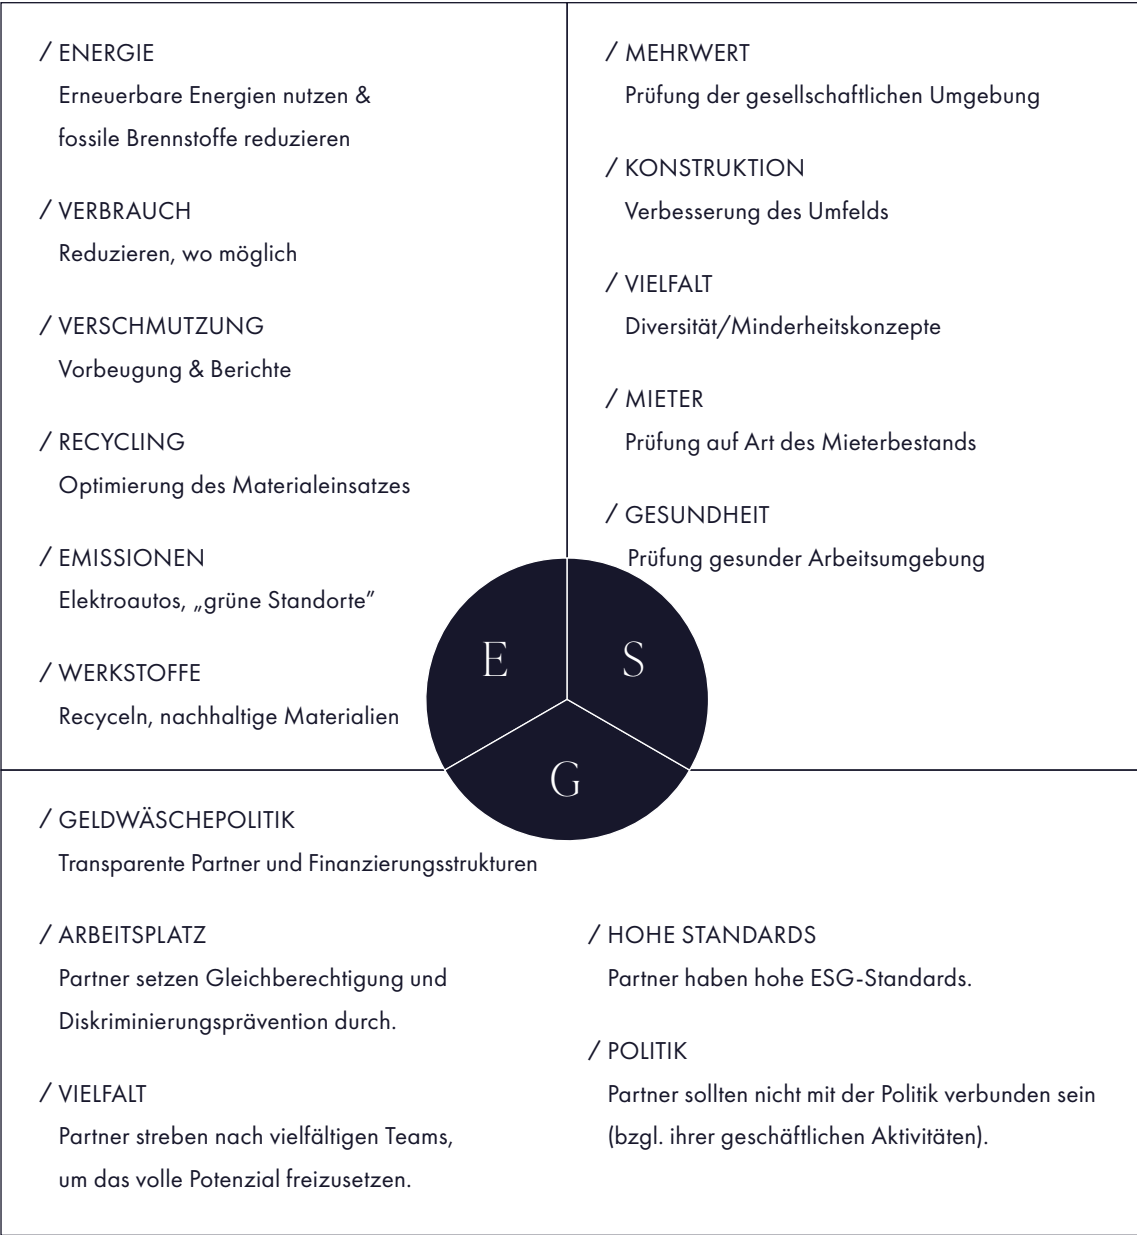 / ENERGIE
Erneuerbare Energien nutzen &
fossile Brennstoffe reduzieren
/ VERBRAUCH
Reduzieren, wo möglich
/ VERSCHMUTZUNG
Vorbeugung & Berichte
/ RECYCLING
Optimierung des Materialeinsatzes
/ EMISSIONEN
Elektroautos, „grüne Standorte”
/ WERKSTOFFE
Recyceln, nachhaltige Materialien
/ MEHRWERT
Prüfung der gesellschaftlichen Umgebung
/ KONSTRUKTION
Verbesserung des Umfelds
/ VIELFALT
Diversität/Minderheitskonzepte
/ MIETER
Prüfung auf Art des Mieterbestands
/ GESUNDHEIT
Prüfung gesunder Arbeitsumgebung
E
S
G
/ GELDWÄSCHEPOLITIK
Transparente Partner und Finanzierungsstrukturen
/ ARBEITSPLATZ
Partner setzen Gleichberechtigung und
Diskriminierungsprävention durch.
/ VIELFALT
Partner streben nach vielfältigen Teams,
um das volle Potenzial freizusetzen.
/ HOHE STANDARDS
Partner haben hohe ESG-Standards.
/ POLITIK
Partner sollten nicht mit der Politik verbunden sein
(bzgl. ihrer geschäftlichen Aktivitäten).